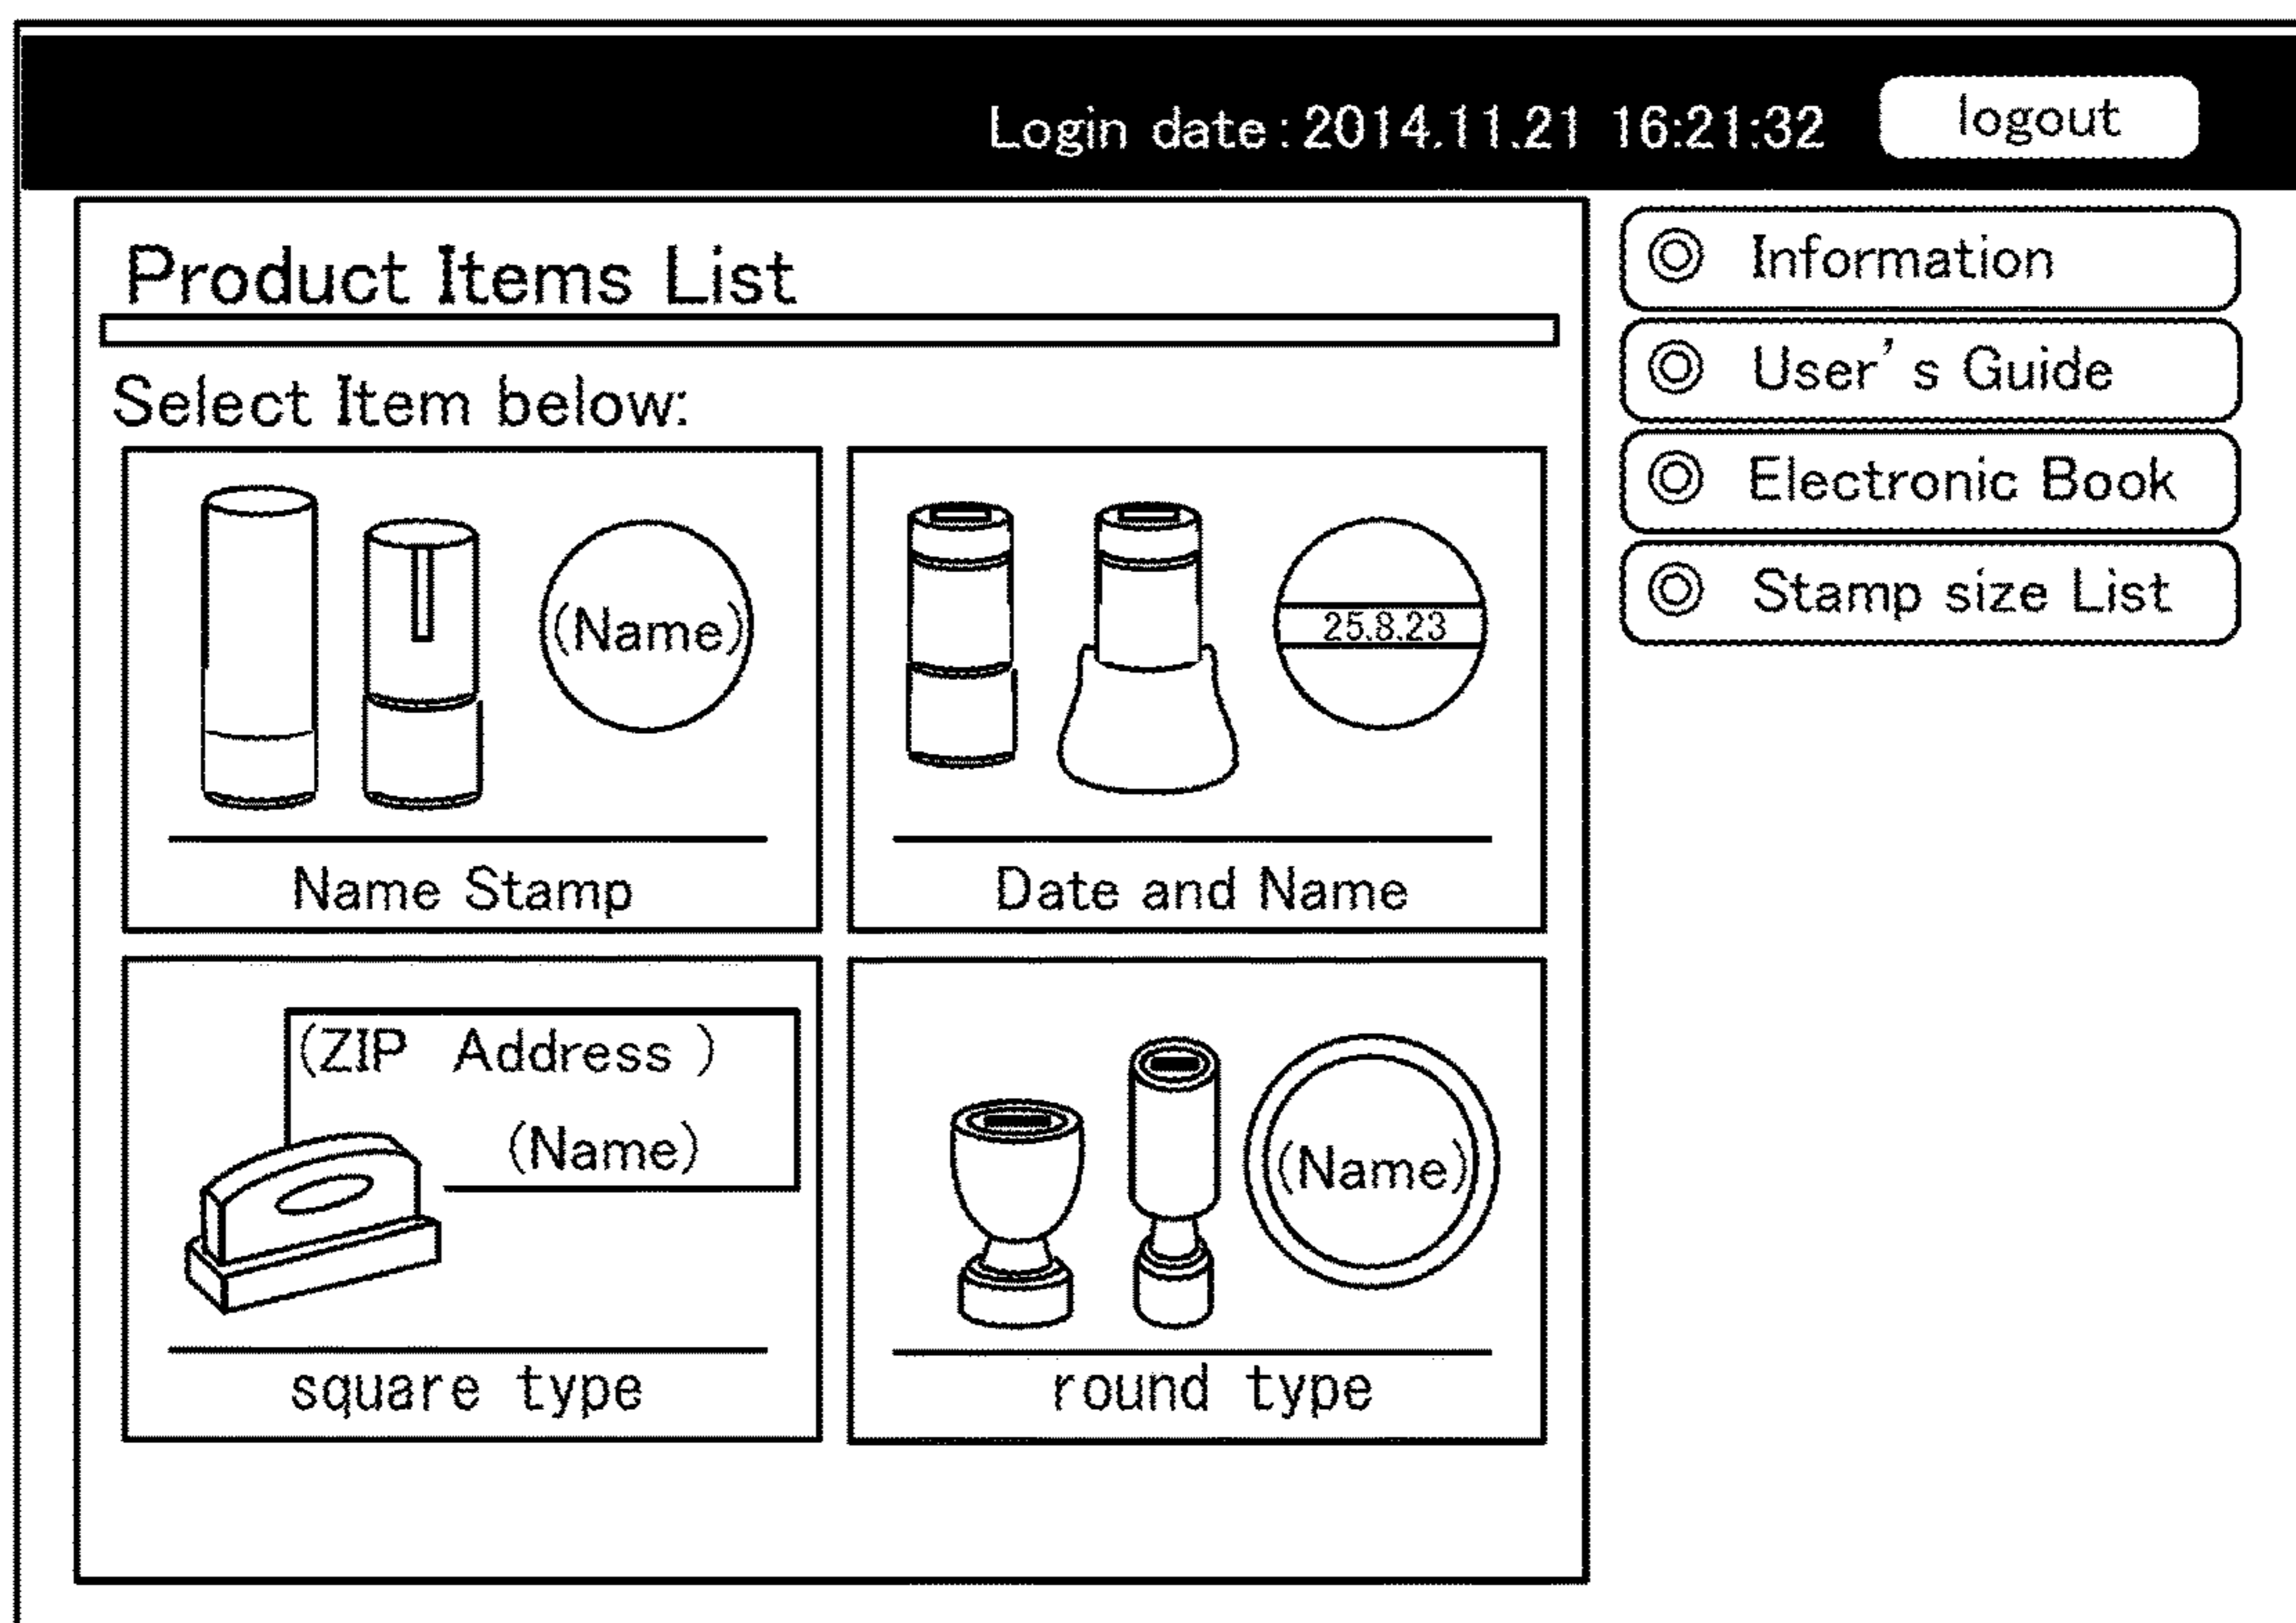 Login date:2014.11.21 16:21:32 logout
Product Items List
Select Item below:
(Name)
Name Stamp
25.8.23
Date and Name
(ZIP Address )
(Name)
square type
(Name)
round type
Information
User's Guide
Electronic Book
Stamp size List